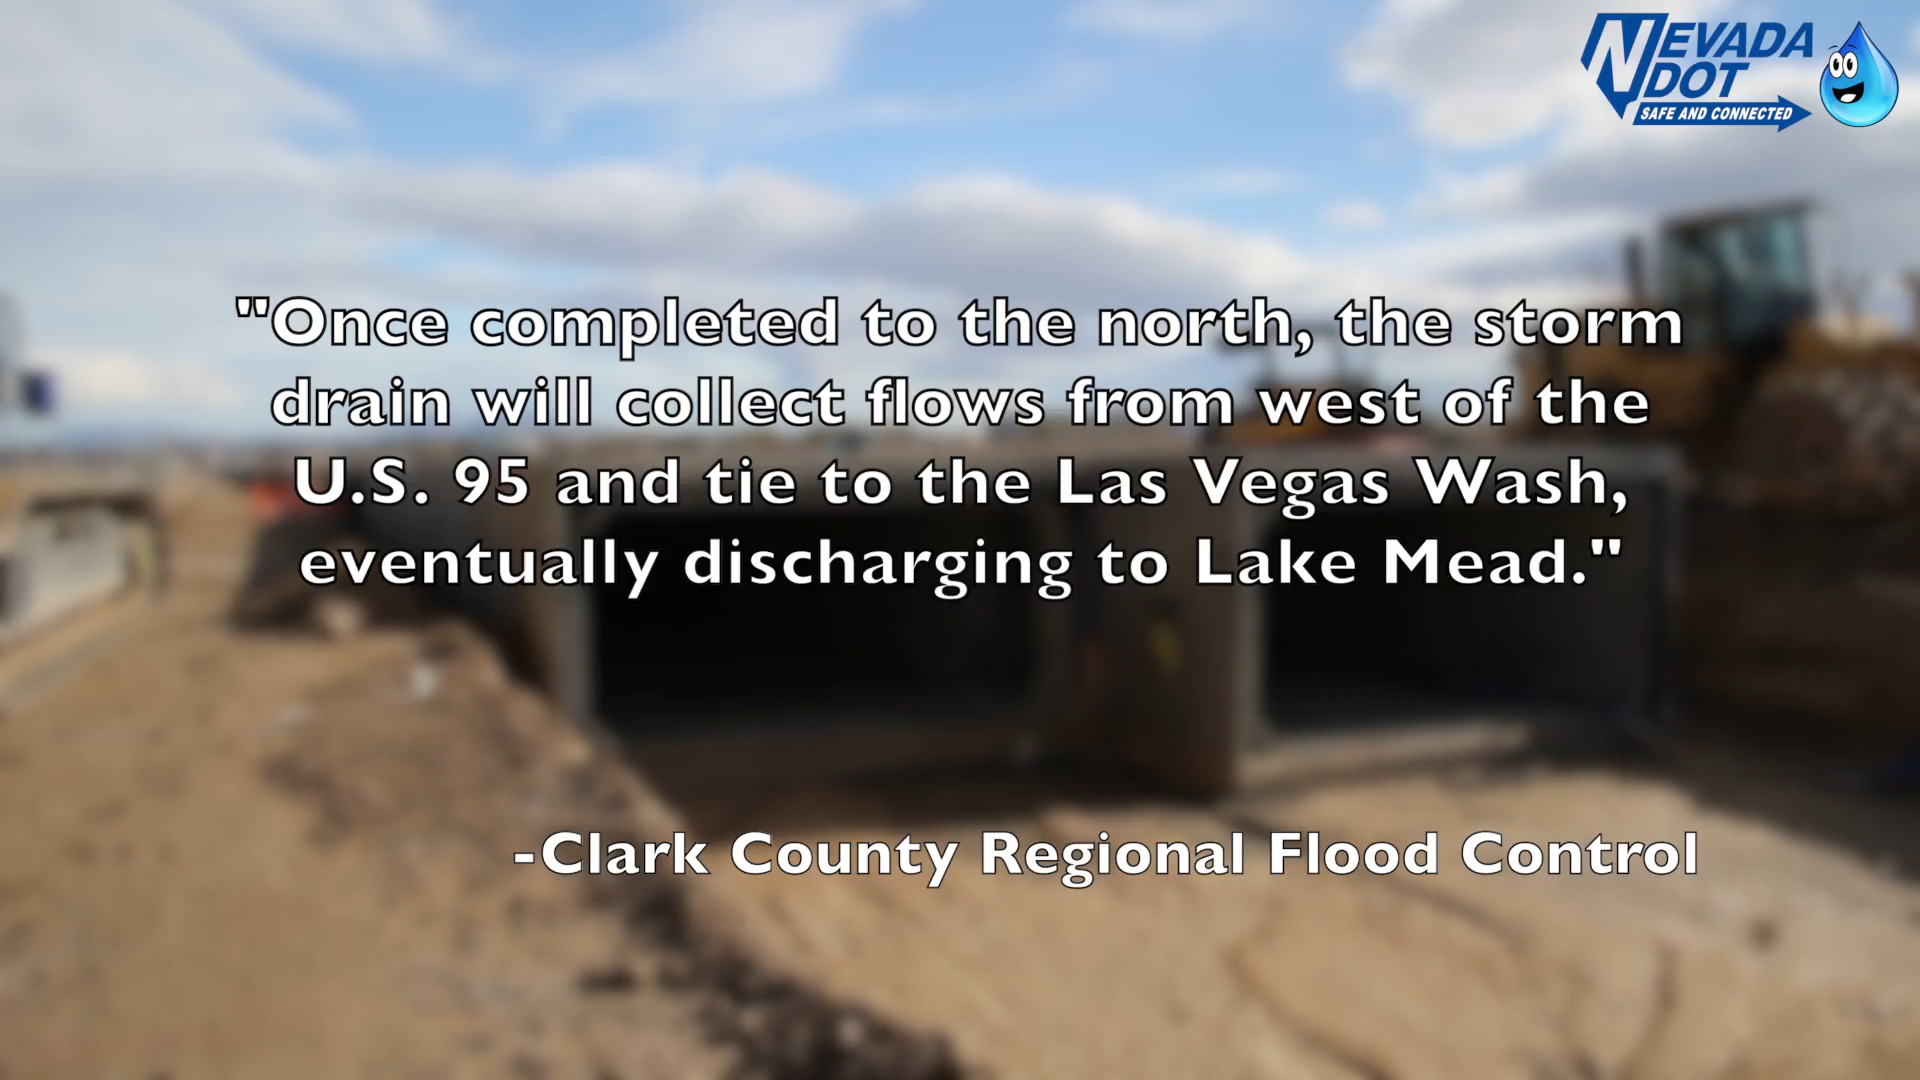 NEVADA
DOT
SAFE AND CONNECTED
"Once completed to the north, the storm
drain will collect flows from west of the
U.S. 95 and tie to the Las Vegas Wash,
eventually discharging to Lake Mead."
-Clark County Regional Flood Control